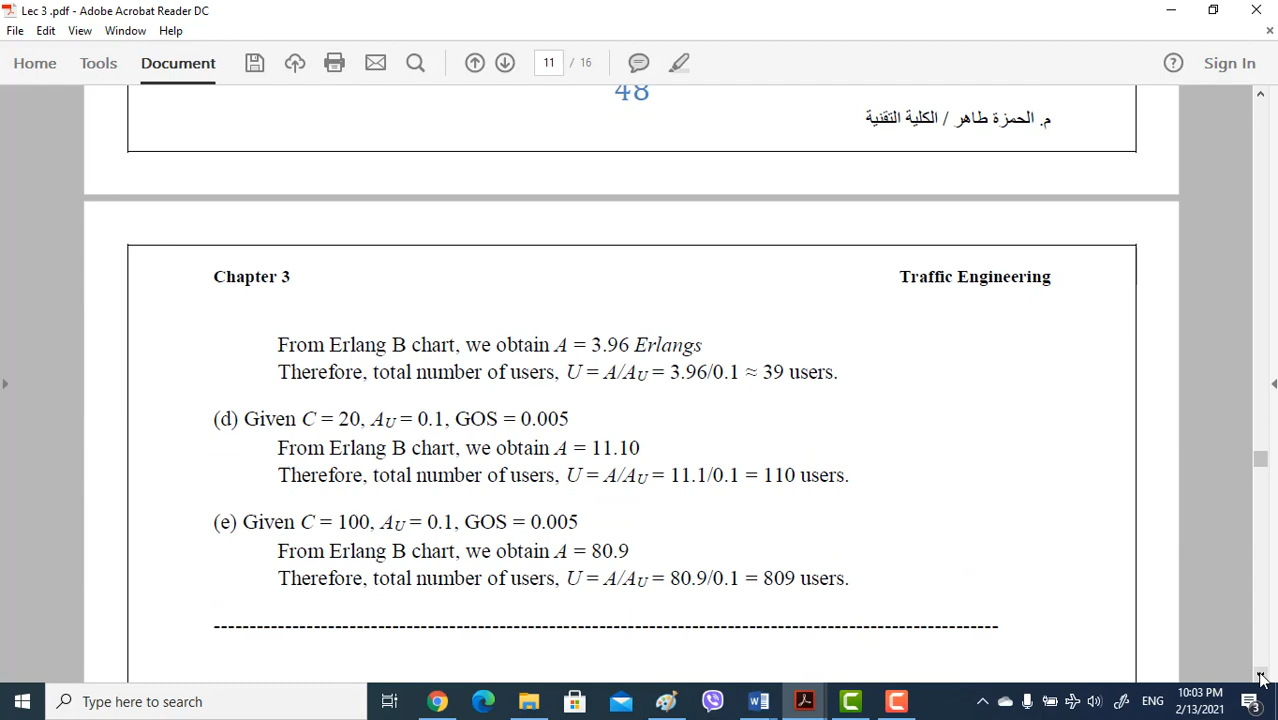 Lec 3 .pdf - Adobe Acrobat Reader DC
File Edit View Window Help
Home Tools Document 11 / 16 Sign In
48
م. الحمزة طاهر / الكلية التقنية
Chapter 3 Traffic Engineering
From Erlang B chart, we obtain A = 3.96 Erlangs
Therefore, total number of users, U = A/AU = 3.96/0.1 ≈ 39 users.
(d) Given C = 20, AU = 0.1, GOS = 0.005
From Erlang B chart, we obtain A = 11.10
Therefore, total number of users, U = A/AU = 11.1/0.1 = 110 users.
(e) Given C = 100, AU = 0.1, GOS = 0.005
From Erlang B chart, we obtain A = 80.9
Therefore, total number of users, U = A/AU = 80.9/0.1 = 809 users.
Type here to search
ENG
10:03 PM
2/13/2021
3